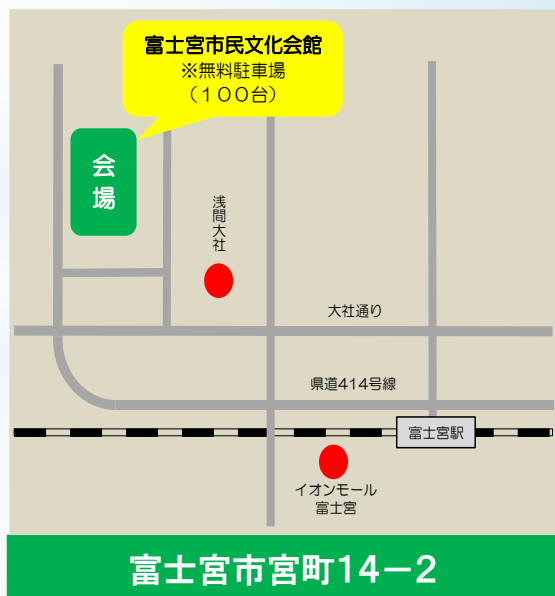 富士宮市民文化会館
※無料駐車場
(100台)
会
場
浅間大社
大社通り
県道414号線
富士宮駅
イオンモール
富士宮
富士宮市宮町14－2